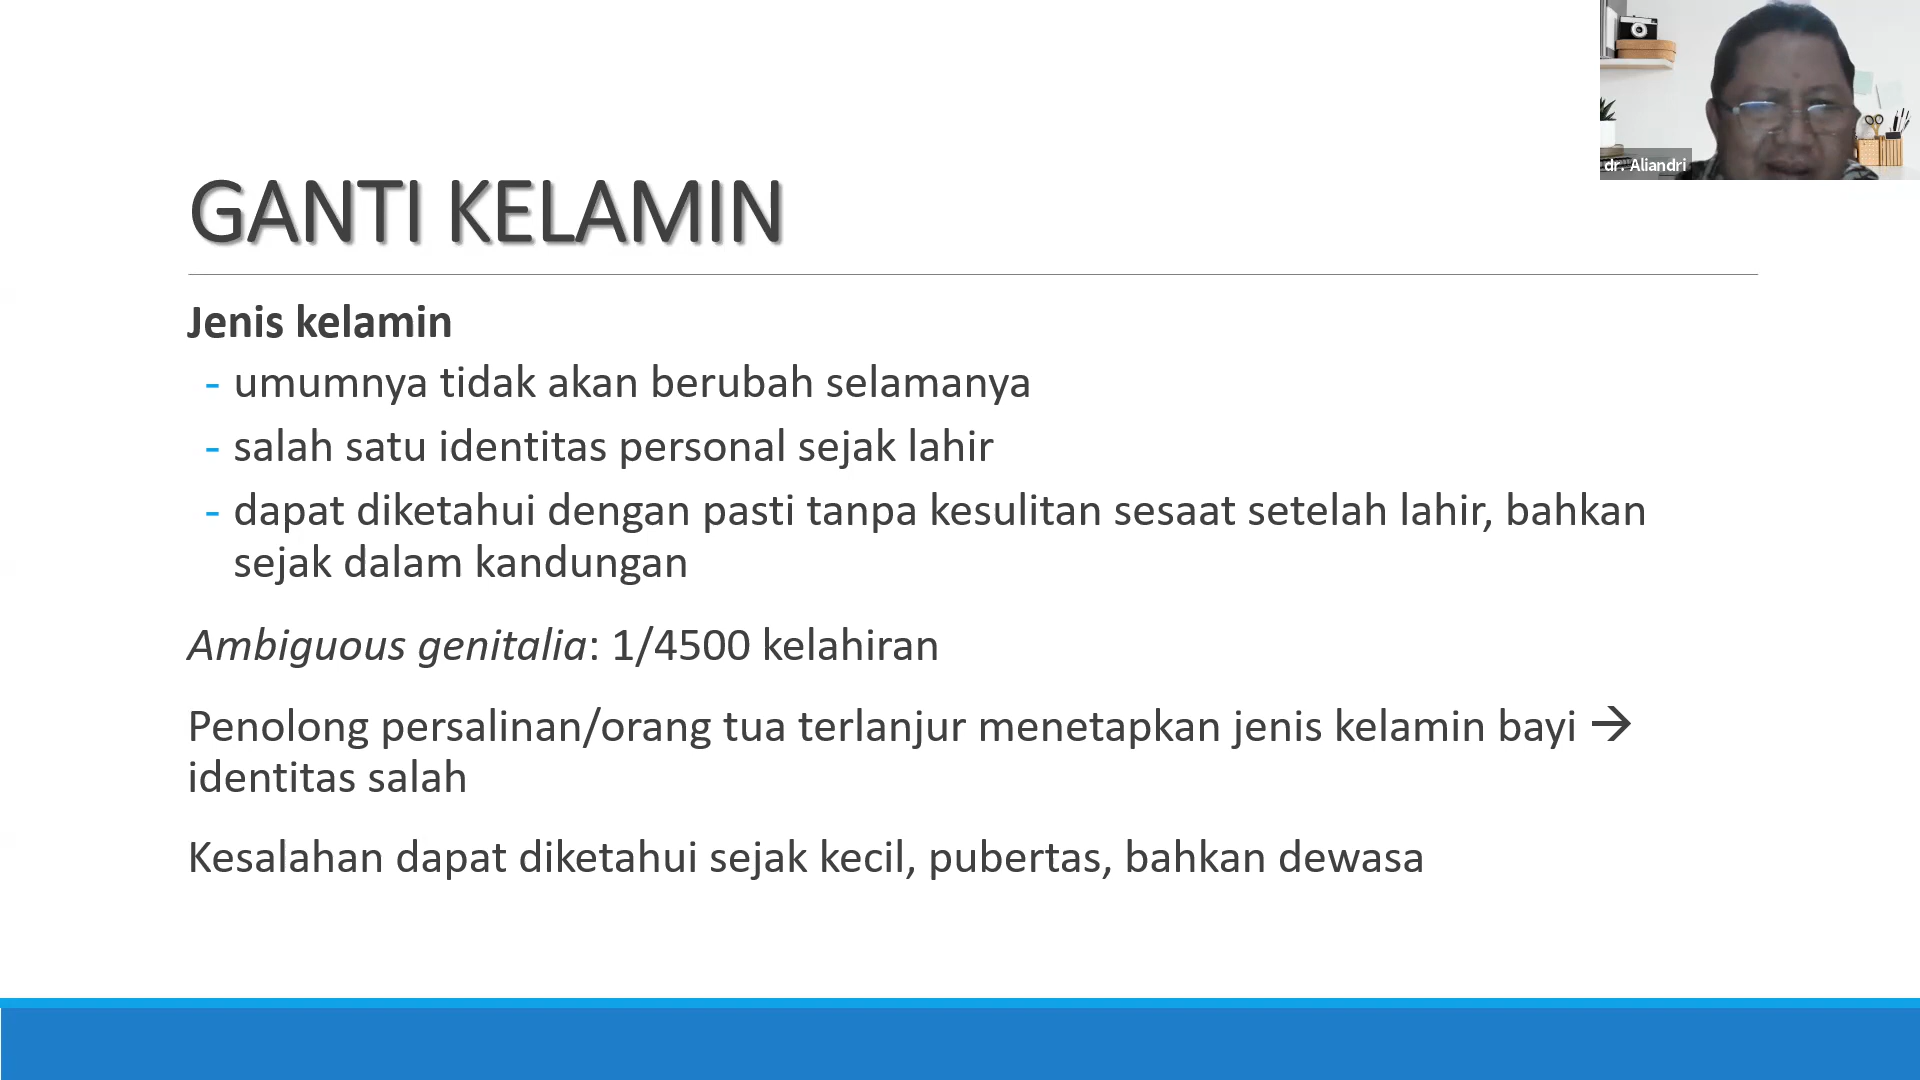 dr. Aliandri
GANTI KELAMIN
Jenis kelamin
- umumnya tidak akan berubah selamanya
- salah satu identitas personal sejak lahir
- dapat diketahui dengan pasti tanpa kesulitan sesaat setelah lahir, bahkan
sejak dalam kandungan
Ambiguous genitalia: 1/4500 kelahiran
Penolong persalinan/orang tua terlanjur menetapkan jenis kelamin bayi →
identitas salah
Kesalahan dapat diketahui sejak kecil, pubertas, bahkan dewasa